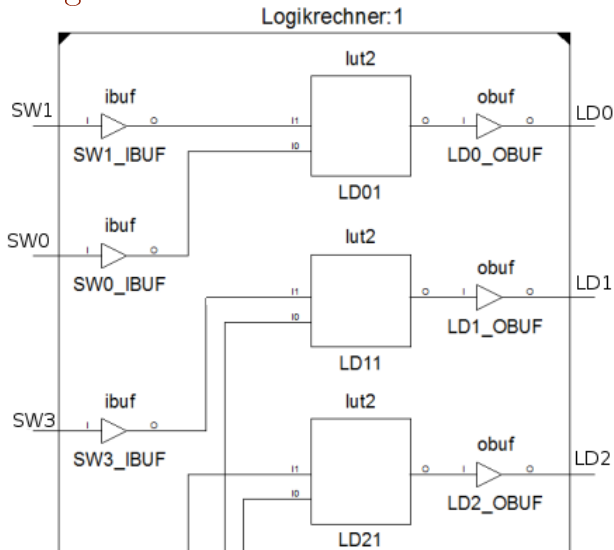 Logikrechner:1
lut2
ibuf
obuf
SW1
I
O
I1
O
I
O
LD0
SW1_IBUF
I0
LD0_OBUF
LD01
ibuf
SW0
I
O
lut2
SW0_IBUF
obuf
I1
O
I
O
LD1
I0
LD1_OBUF
LD11
ibuf
lut2
SW3
I
O
SW3_IBUF
obuf
I1
O
I
O
LD2
I0
LD2_OBUF
LD21